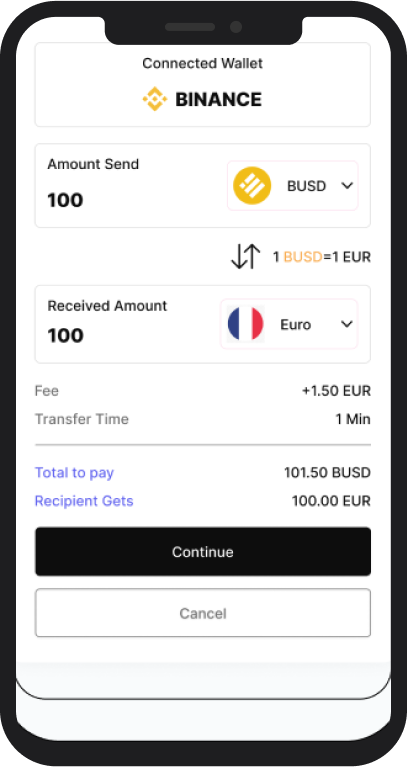 Connected Wallet
BINANCE
Amount Send
100
BUSD
1 BUSD=1 EUR
Received Amount
100
Euro
Fee +1.50 EUR
Transfer Time 1 Min
Total to pay 101.50 BUSD
Recipient Gets 100.00 EUR
Continue
Cancel